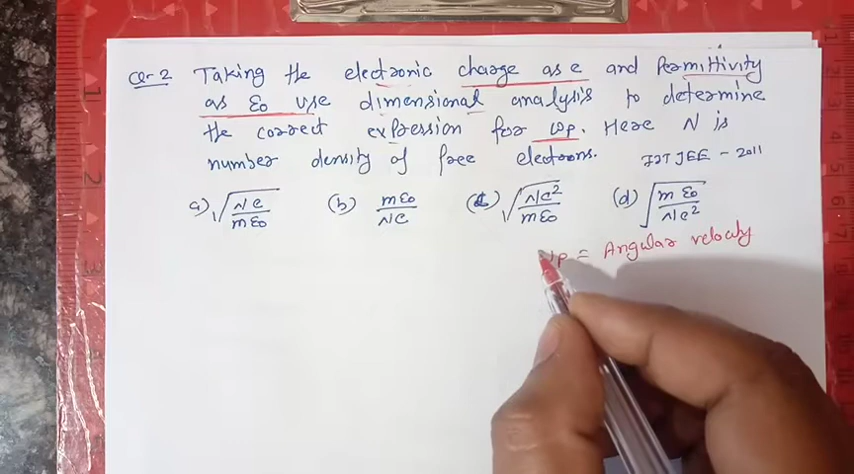 Qu-2 Taking the electronic charge as e and Permittivity
as ε0 use dimensional analysis to determine
the correct expression for ωp. Here N is
number density of free electrons. IIT JEE - 2011
a) √(Ne/mε0) (b) mε0/Ne (c) √(Ne²/mε0) (d) √(mε0/Ne²)
ωp = Angular velocity